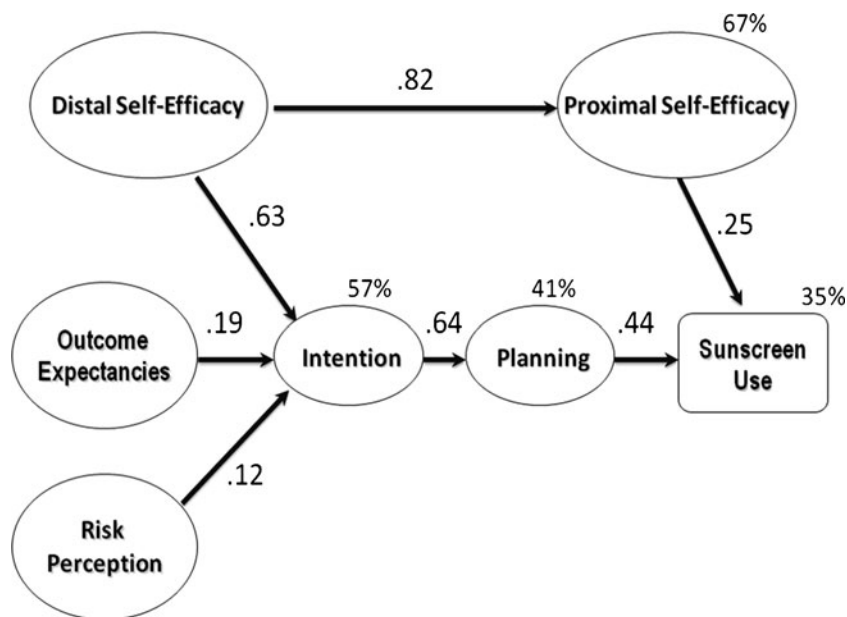 67%
Distal Self-Efficacy
.82
Proximal Self-Efficacy
.63
.25
57%
41%
35%
Outcome
Expectancies
.19
Intention
.64
Planning
.44
Sunscreen
Use
.12
Risk
Perception